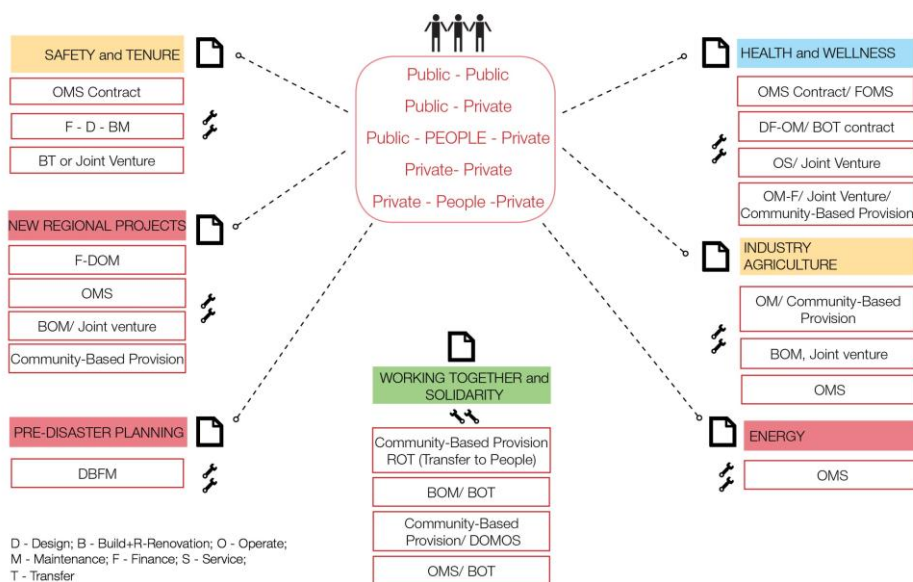 SAFETY and TENURE
OMS Contract
F - D - BM
BT or Joint Venture
NEW REGIONAL PROJECTS
F-DOM
OMS
BOM/ Joint venture
Community-Based Provision
PRE-DISASTER PLANNING
DBFM
D - Design; B - Build+R-Renovation; O - Operate;
M - Maintenance; F - Finance; S - Service;
T - Transfer
Public - Public
Public - Private
Public - PEOPLE - Private
Private- Private
Private - People -Private
WORKING TOGETHER and
SOLIDARITY
Community-Based Provision
ROT (Transfer to People)
BOM/ BOT
Community-Based
Provision/ DOMOS
OMS/ BOT
HEALTH and WELLNESS
OMS Contract/ FOMS
DF-OM/ BOT contract
OS/ Joint Venture
OM-F/ Joint Venture/
Community-Based Provision
INDUSTRY
AGRICULTURE
OM/ Community-Based
Provision
BOM, Joint venture
OMS
ENERGY
OMS